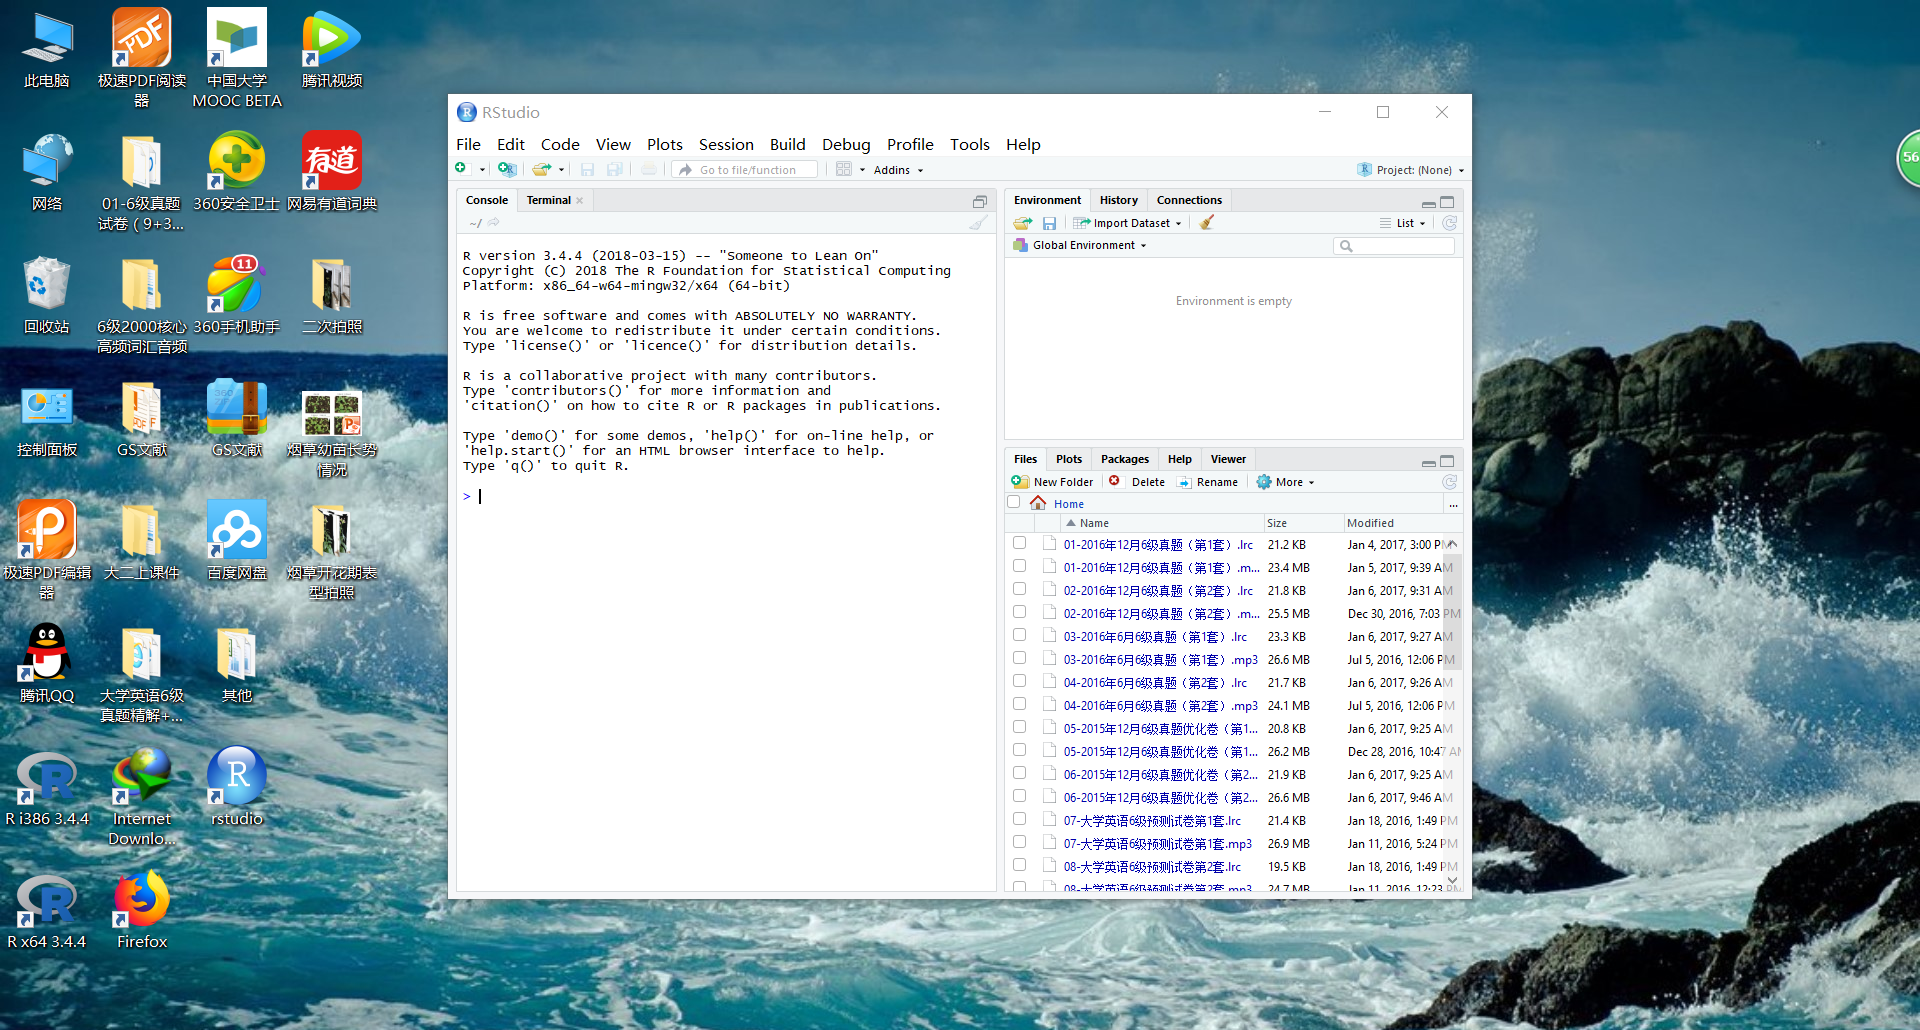 此电脑
极速PDF阅读
器
中国大学
MOOC BETA
腾讯视频
网络
01-6级真题
试卷（9+3...
360安全卫士
有道
网易有道词典
回收站
6级2000核心
高频词汇音频
11
360手机助手
二次拍照
控制面板
GS文献
GS文献
烟草幼苗长势
情况
极速PDF编辑
器
大二上课件
百度网盘
烟草开花期表
型拍照
腾讯QQ
大学英语6级
真题精解+...
其他
R i386 3.4.4
Internet
Downlo...
rstudio
R x64 3.4.4
Firefox
56
RStudio
File Edit Code View Plots Session Build Debug Profile Tools Help
Go to file/function Addins Project: (None)
Console Terminal
~/
R version 3.4.4 (2018-03-15) -- "Someone to Lean On"
Copyright (C) 2018 The R Foundation for Statistical Computing
Platform: x86_64-w64-mingw32/x64 (64-bit)
R is free software and comes with ABSOLUTELY NO WARRANTY.
You are welcome to redistribute it under certain conditions.
Type 'license()' or 'licence()' for distribution details.
R is a collaborative project with many contributors.
Type 'contributors()' for more information and
'citation()' on how to cite R or R packages in publications.
Type 'demo()' for some demos, 'help()' for on-line help, or
'help.start()' for an HTML browser interface to help.
Type 'q()' to quit R.
>
Environment History Connections
Import Dataset List
Global Environment
Environment is empty
Files Plots Packages Help Viewer
New Folder Delete Rename More
Home ...
Name Size Modified
01-2016年12月6级真题（第1套）.lrc 21.2 KB Jan 4, 2017, 3:00 PM
01-2016年12月6级真题（第1套）.m... 23.4 MB Jan 5, 2017, 9:39 AM
02-2016年12月6级真题（第2套）.lrc 21.8 KB Jan 6, 2017, 9:31 AM
02-2016年12月6级真题（第2套）.m... 25.5 MB Dec 30, 2016, 7:03 PM
03-2016年6月6级真题（第1套）.lrc 23.3 KB Jan 6, 2017, 9:27 AM
03-2016年6月6级真题（第1套）.mp3 26.6 MB Jul 5, 2016, 12:06 PM
04-2016年6月6级真题（第2套）.lrc 21.7 KB Jan 6, 2017, 9:26 AM
04-2016年6月6级真题（第2套）.mp3 24.1 MB Jul 5, 2016, 12:06 PM
05-2015年12月6级真题优化卷（第1... 20.8 KB Jan 6, 2017, 9:25 AM
05-2015年12月6级真题优化卷（第1... 26.2 MB Dec 28, 2016, 10:47 AM
06-2015年12月6级真题优化卷（第2... 21.9 KB Jan 6, 2017, 9:25 AM
06-2015年12月6级真题优化卷（第2... 26.6 MB Jan 6, 2017, 9:46 AM
07-大学英语6级预测试卷第1套.lrc 21.4 KB Jan 18, 2016, 1:49 PM
07-大学英语6级预测试卷第1套.mp3 26.9 MB Jan 11, 2016, 5:24 PM
08-大学英语6级预测试卷第2套.lrc 19.5 KB Jan 18, 2016, 1:49 PM
08-大学英语6级预测试卷第2套.mp3 24.7 MB Jan 11, 2016, 12:23 PM